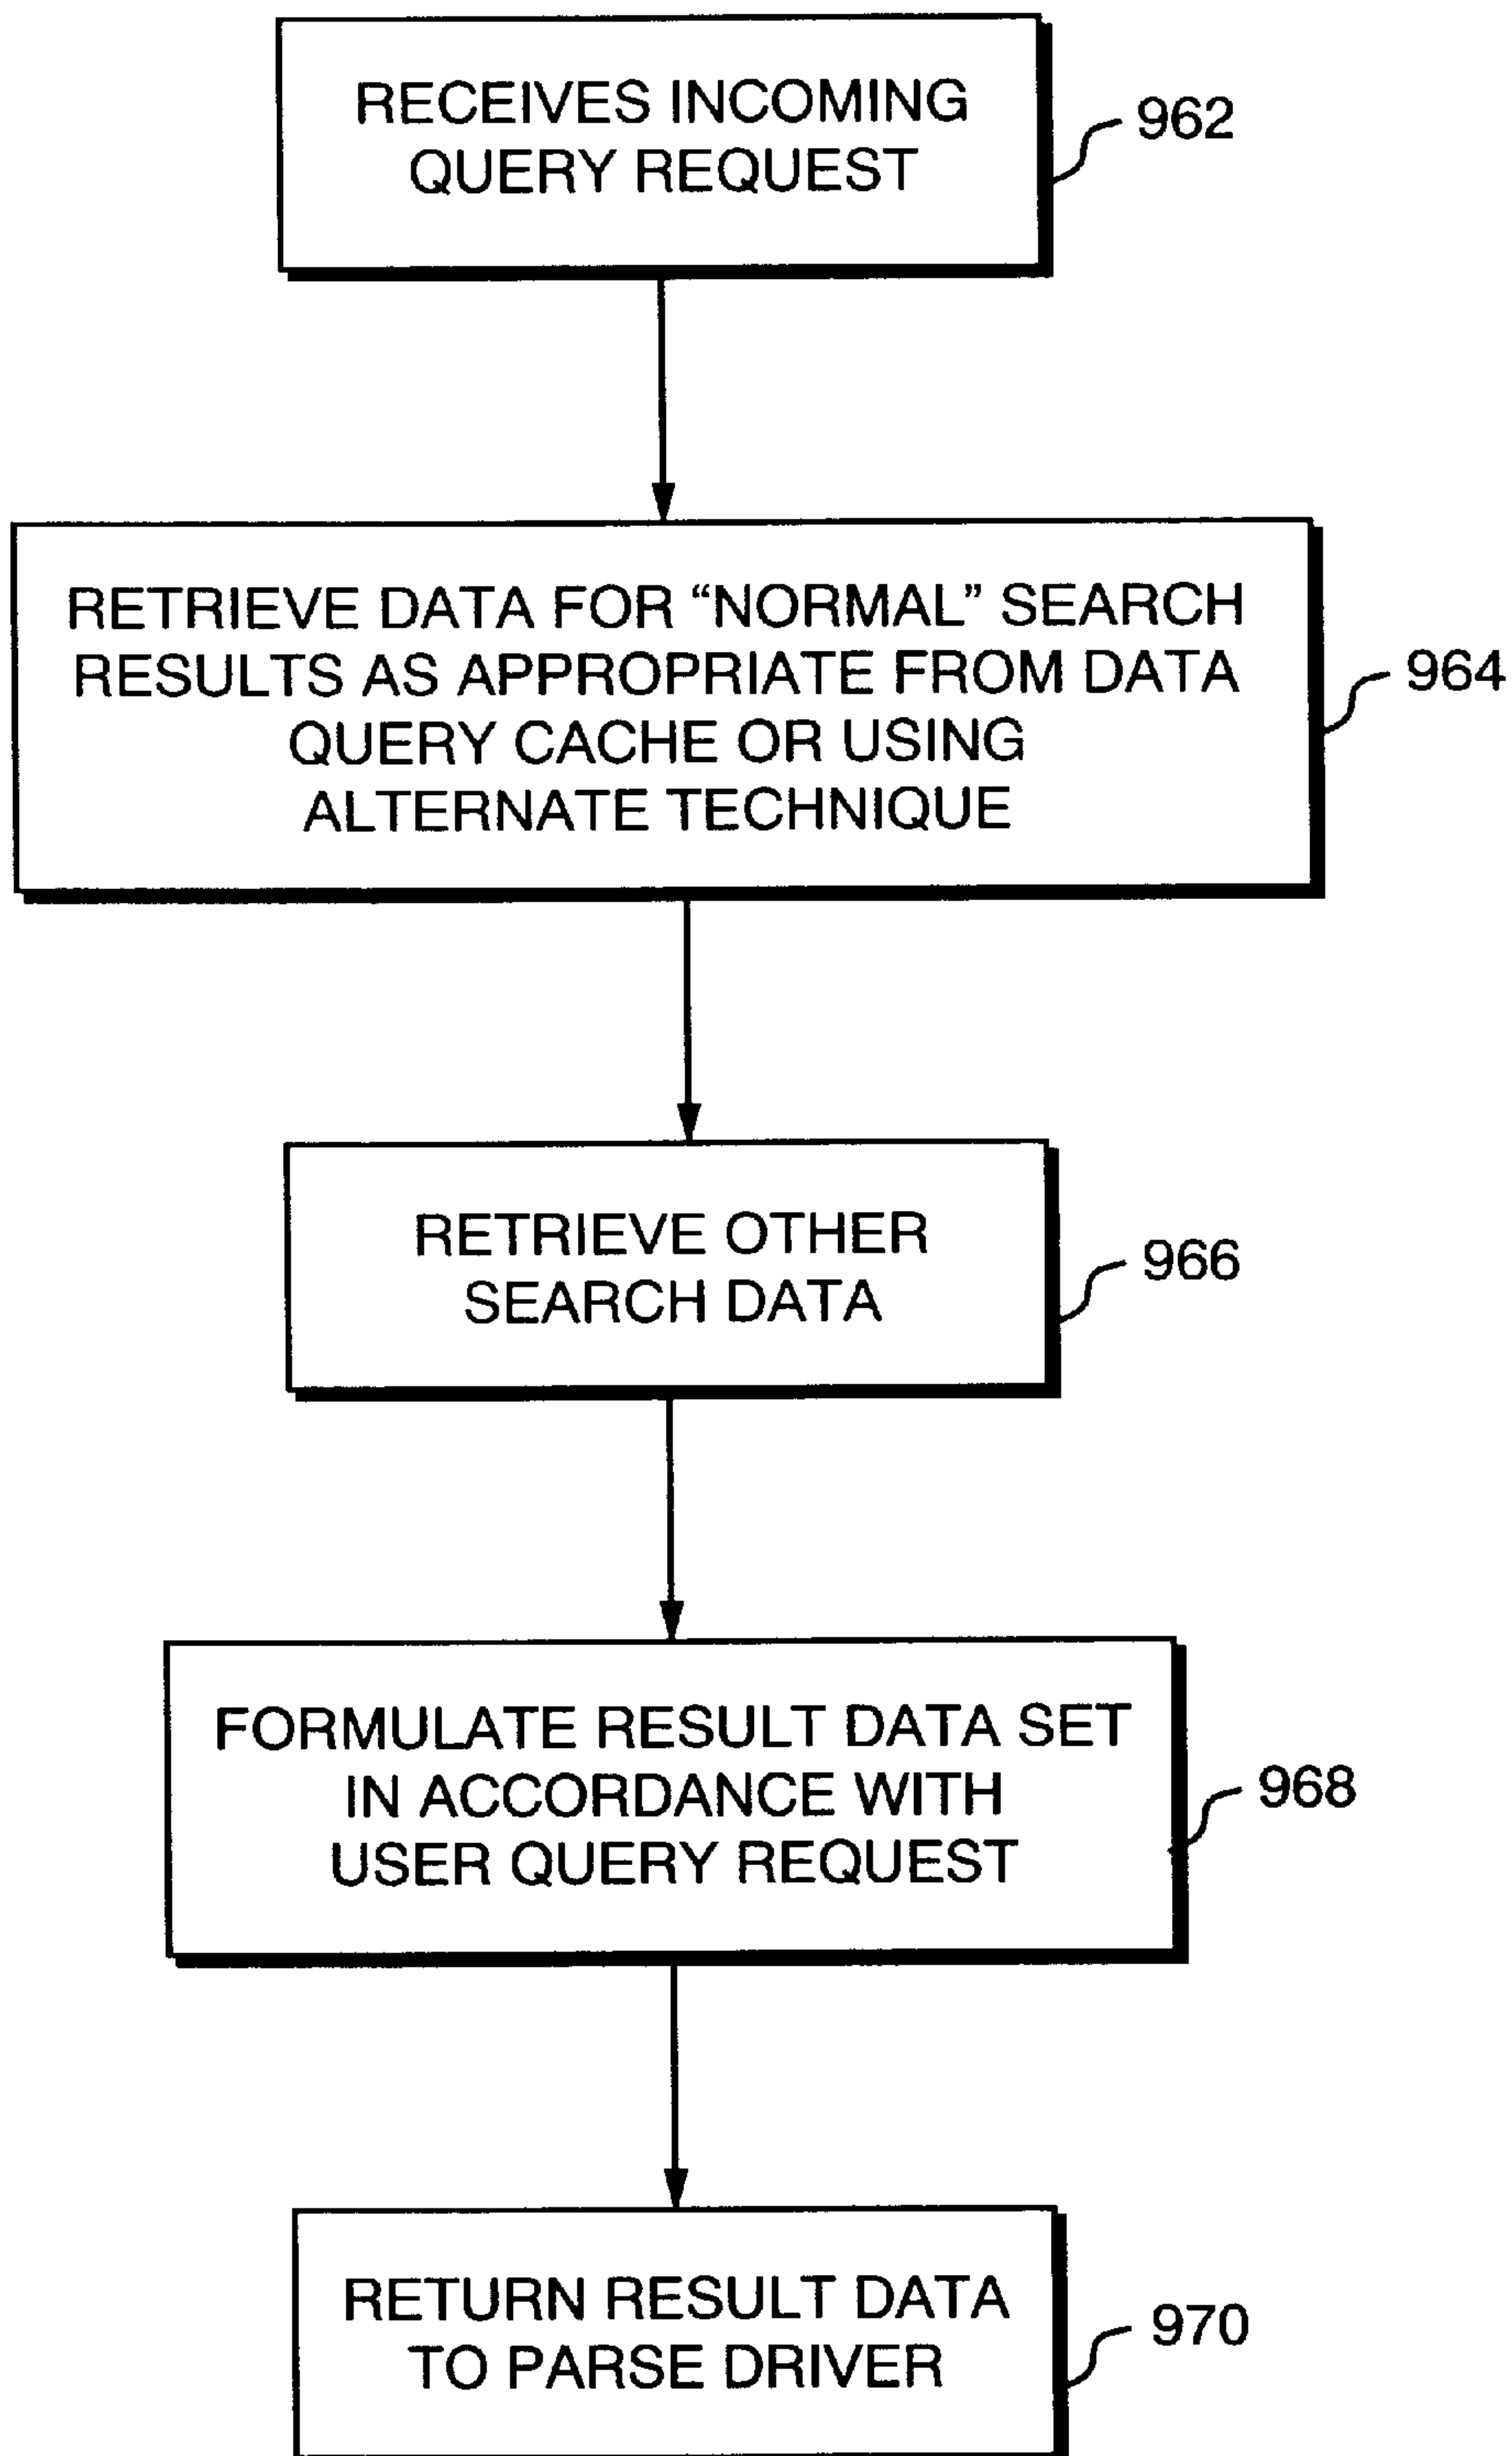 RECEIVES INCOMING
QUERY REQUEST
962
RETRIEVE DATA FOR “NORMAL” SEARCH
RESULTS AS APPROPRIATE FROM DATA
QUERY CACHE OR USING
ALTERNATE TECHNIQUE
964
RETRIEVE OTHER
SEARCH DATA
966
FORMULATE RESULT DATA SET
IN ACCORDANCE WITH
USER QUERY REQUEST
968
RETURN RESULT DATA
TO PARSE DRIVER
970